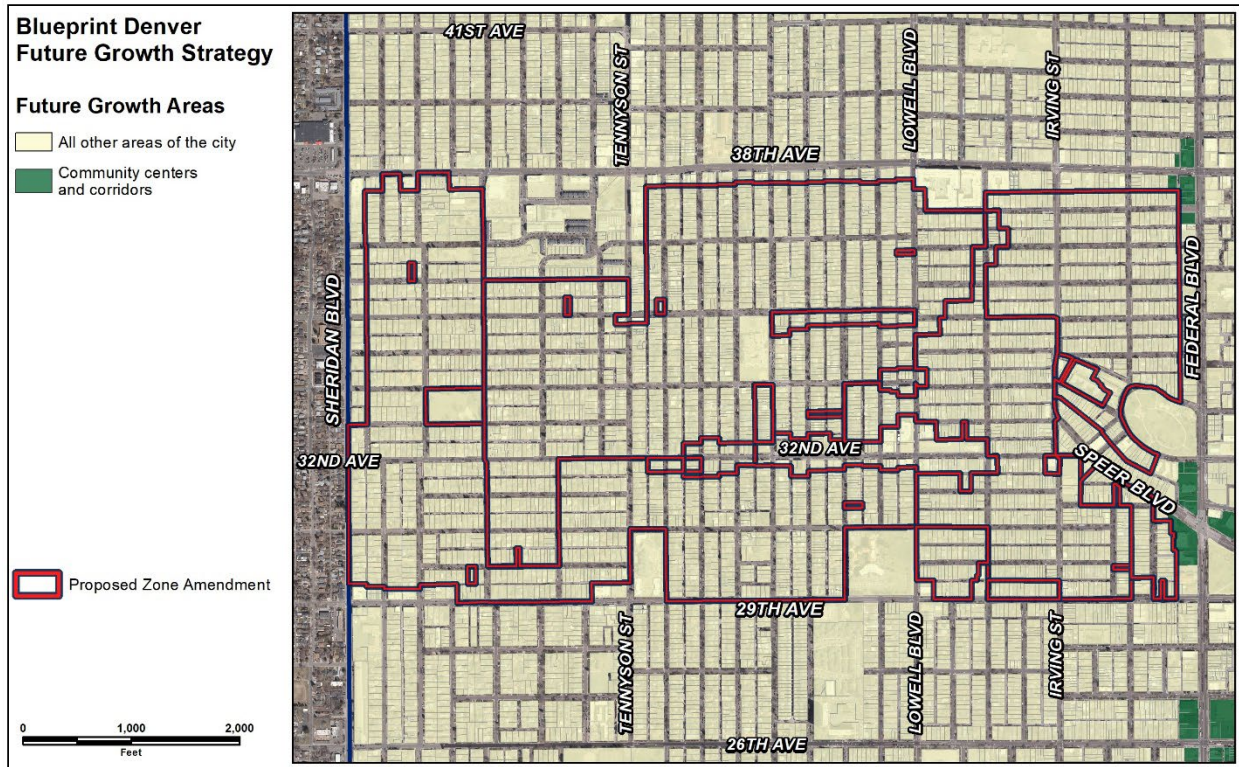 Blueprint Denver
Future Growth Strategy
Future Growth Areas
All other areas of the city
Community centers
and corridors
Proposed Zone Amendment
0 1,000 2,000
Feet
41ST AVE
TENNYSON ST
LOWELL BLVD
IRVING ST
38TH AVE
SHERIDAN BLVD
FEDERAL BLVD
32ND AVE
32ND AVE
SPEER BLVD
29TH AVE
TENNYSON ST
LOWELL BLVD
IRVING ST
26TH AVE